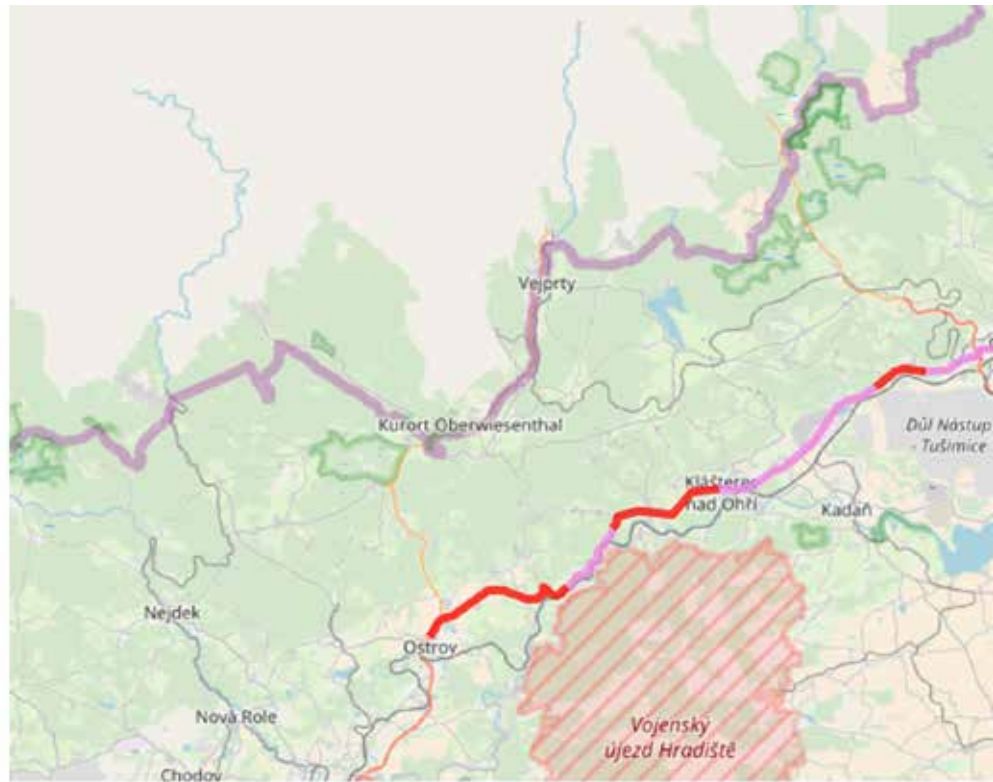 Vejprty
Kurort Oberwiesenthal
Důl Nástup
- Tušimice
Klášterec
nad Ohří
Kadaň
Nejdek
Ostrov
Nová Role
Vojenský
újezd Hradiště
Chodov